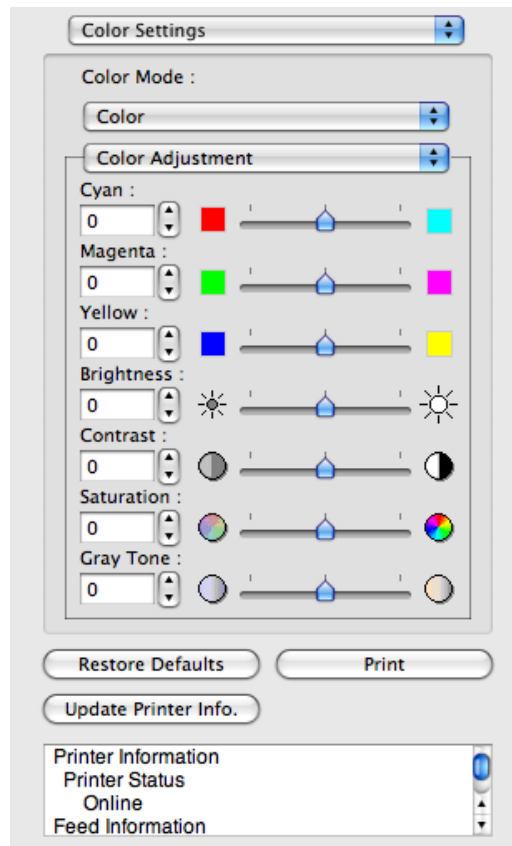 Color Settings
Color Mode :
Color
Color Adjustment
Cyan :
0
Magenta :
0
Yellow :
0
Brightness :
0
Contrast :
0
Saturation :
0
Gray Tone :
0
Restore Defaults
Print
Update Printer Info.
Printer Information
Printer Status
Online
Feed Information